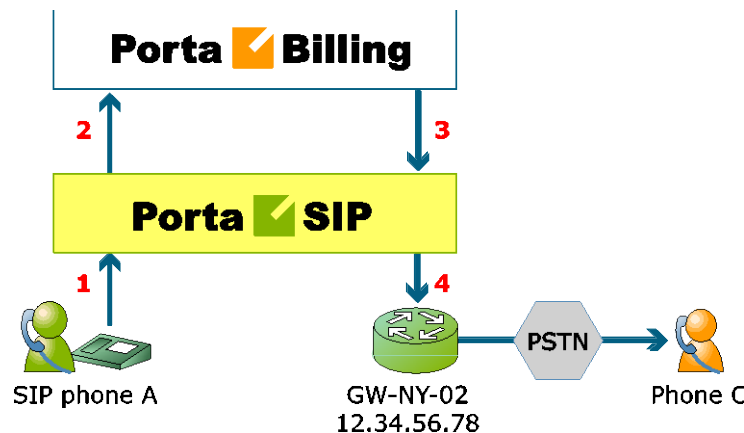 Porta Billing
2
3
Porta SIP
1
4
PSTN
SIP phone A
GW-NY-02
12.34.56.78
Phone C